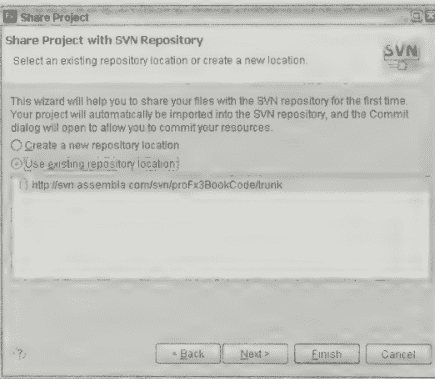 Share Project
Share Project with SVN Repository
Select an existing repository location or create a new location.
SVN
This wizard will help you to share your files with the SVN repository for the first time.
Your project will automatically be imported into the SVN repository, and the Commit
dialog will open to allow you to commit your resources.
Create a new repository location
Use existing repository location:
http://svn.assembla.com/svn/proFx3BookCode/trunk
?
< Back
Next >
Finish
Cancel